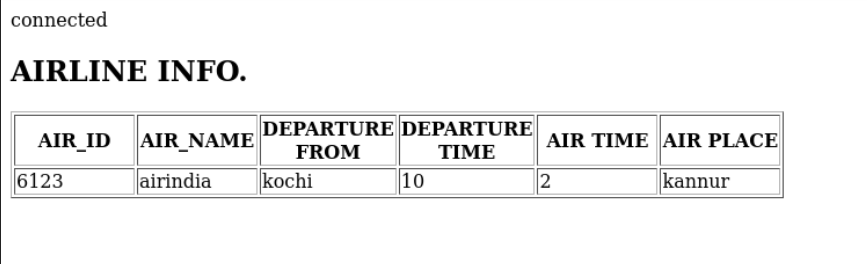 connected
AIRLINE INFO.
AIR_ID AIR_NAME DEPARTURE FROM DEPARTURE TIME AIR TIME AIR PLACE
6123 airindia kochi 10 2 kannur